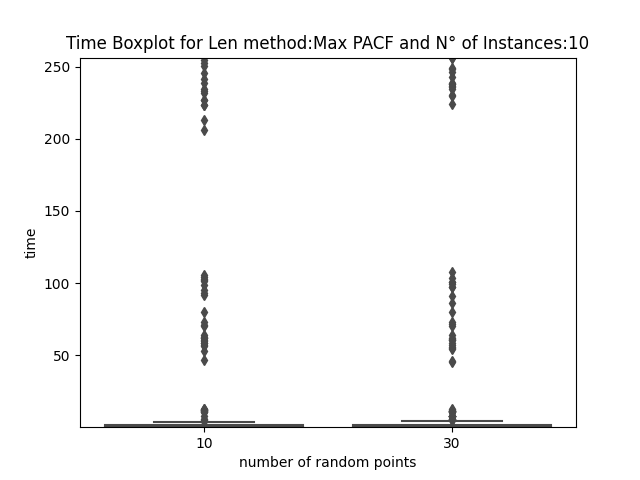 Time Boxplot for Len method:Max PACF and N° of Instances:10
250
200
150
100
50
time
10 30
number of random points